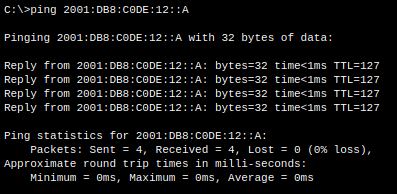 C:\>ping 2001:DB8:C0DE:12::A
Pinging 2001:DB8:C0DE:12::A with 32 bytes of data:
Reply from 2001:DB8:C0DE:12::A: bytes=32 time<1ms TTL=127
Reply from 2001:DB8:C0DE:12::A: bytes=32 time<1ms TTL=127
Reply from 2001:DB8:C0DE:12::A: bytes=32 time<1ms TTL=127
Reply from 2001:DB8:C0DE:12::A: bytes=32 time<1ms TTL=127
Ping statistics for 2001:DB8:C0DE:12::A:
Packets: Sent = 4, Received = 4, Lost = 0 (0% loss),
Approximate round trip times in milli-seconds:
Minimum = 0ms, Maximum = 0ms, Average = 0ms